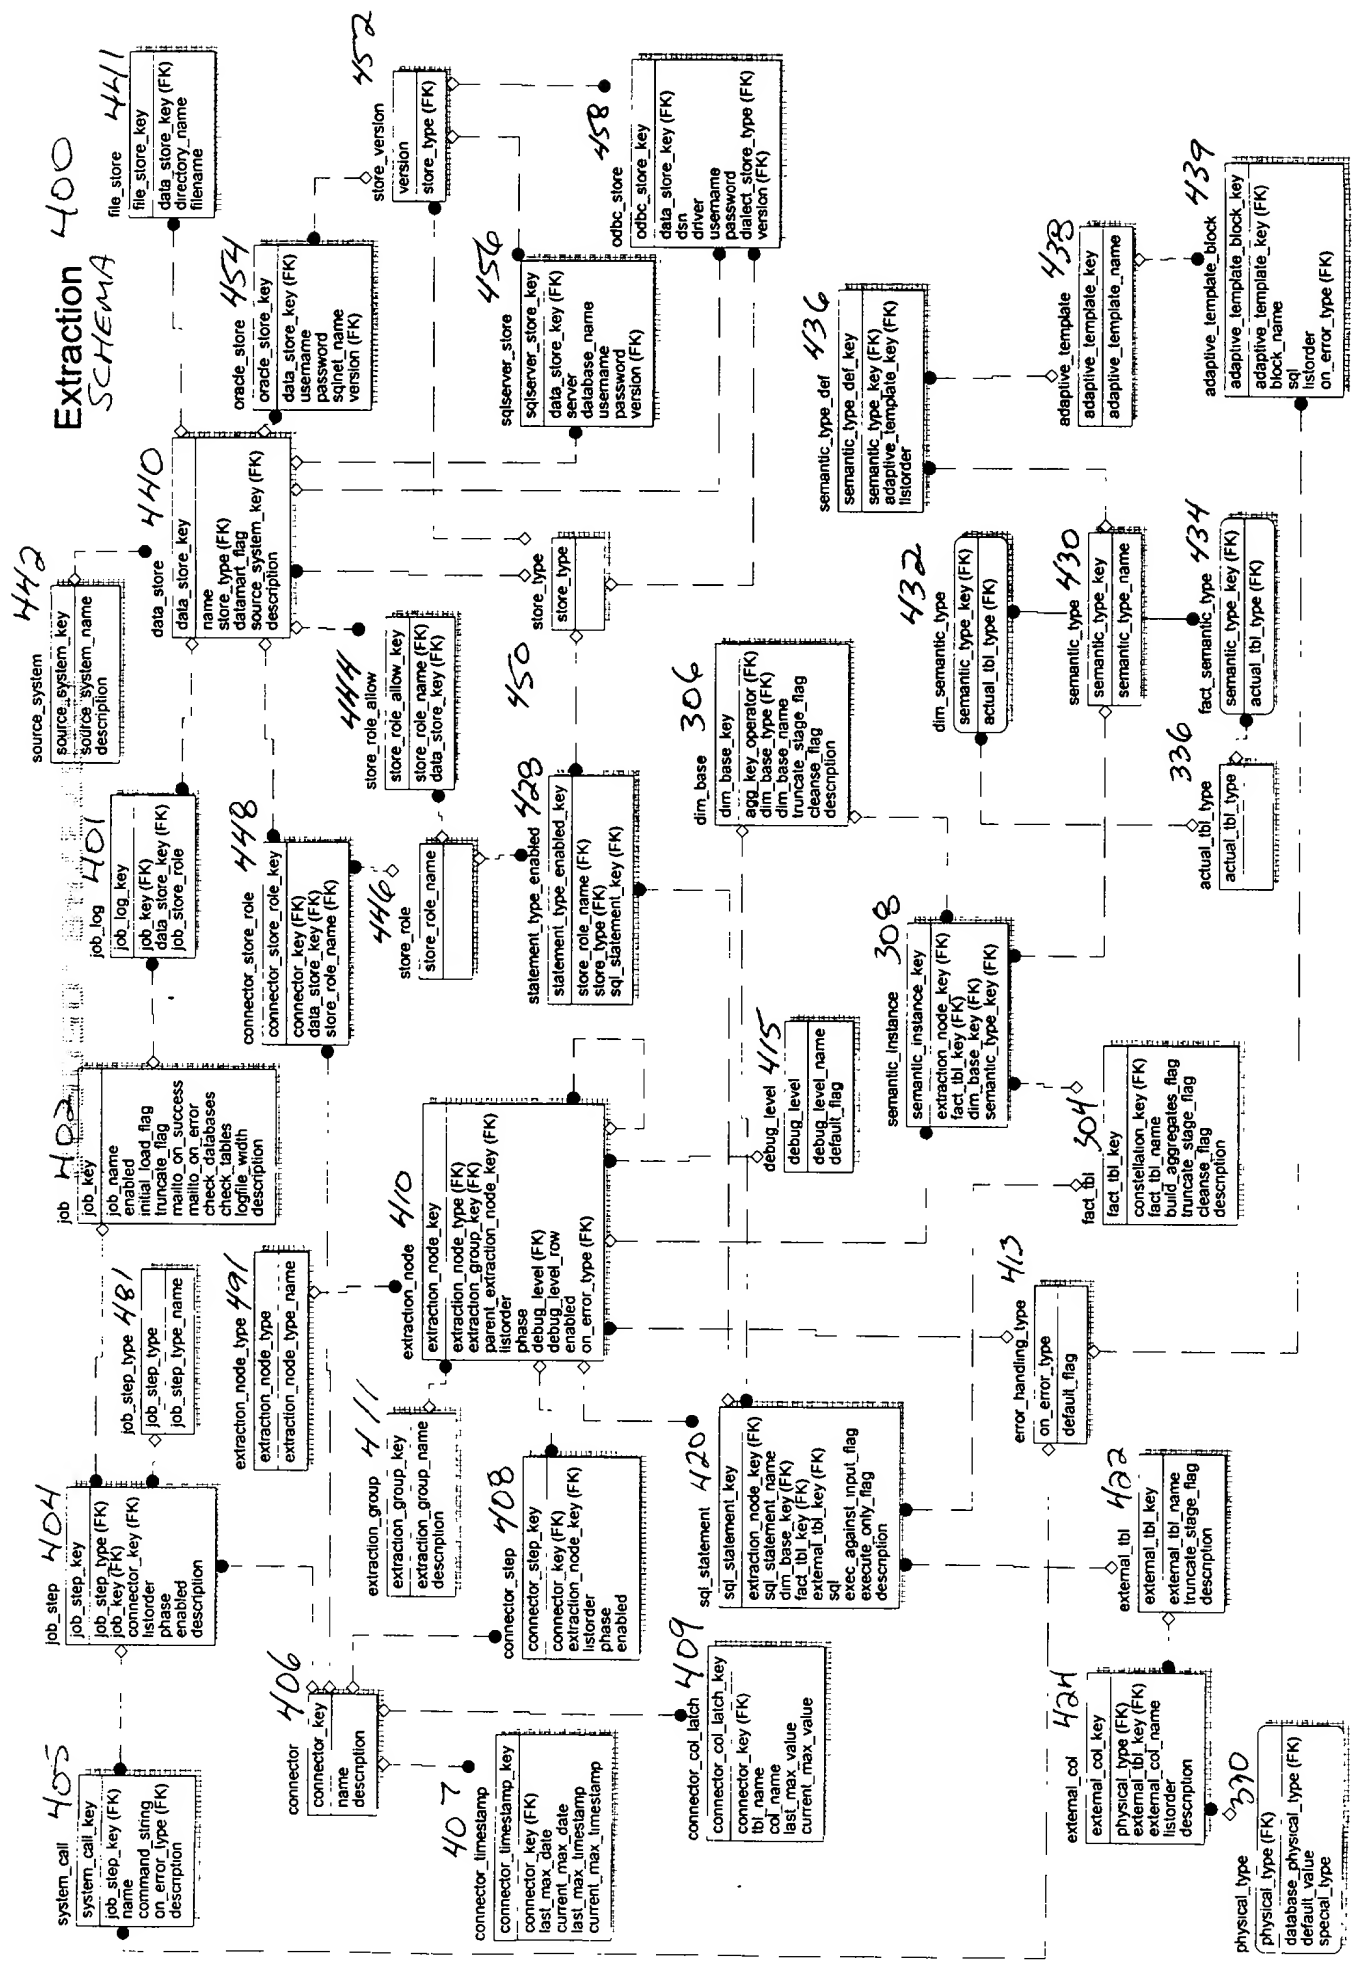 Extraction 400
SCHEMA
system_call 405
system_call_key
job_step_key (FK)
name
command_string
on_error_type (FK)
description
job_step 404
job_step_key
job_step_type (FK)
job_key (FK)
connector_key (FK)
listorder
phase
enabled
description
job_step_type 481
job_step_type
job_step_type_name
job 402
job_key
job_name
enabled
initial_load_flag
truncate_flag
mailto_on_success
mailto_on_error
check_databases
check_tables
logfile_width
description
job_log 401
job_log_key
job_key (FK)
data_store_key (FK)
job_store_role
source_system 442
source_system_key
source_system_name
description
data_store 440
data_store_key
name
store_type (FK)
datamart_flag
source_system_key (FK)
description
file_store 441
file_store_key
data_store_key (FK)
directory_name
filename
connector 406
connector_key
name
description
extraction_node_type 491
extraction_node_type
extraction_node_type_name
connector_store_role 448
connector_store_role_key
connector_key (FK)
data_store_key (FK)
store_role_name (FK)
store_role_allow 444
store_role_allow_key
store_role_name (FK)
data_store_key (FK)
oracle_store 454
oracle_store_key
data_store_key (FK)
username
password
sqlnet_name
version (FK)
store_version 452
version
store_type (FK)
connector_timestamp 407
connector_timestamp_key
connector_key (FK)
last_max_date
current_max_date
last_max_timestamp
current_max_timestamp
extraction_group 411
extraction_group_key
extraction_group_name
description
extraction_node 410
extraction_node_key
extraction_node_type (FK)
extraction_group_key (FK)
parent_extraction_node_key (FK)
listorder
phase
debug_level (FK)
debug_level_row
enabled
on_error_type (FK)
store_role 446
store_role_name
store_type 450
store_type
sqlserver_store 456
sqlserver_store_key
data_store_key (FK)
server
database_name
username
password
version (FK)
connector_step 408
connector_step_key
connector_key (FK)
extraction_node_key (FK)
listorder
phase
enabled
statement_type_enabled 428
statement_type_enabled_key
store_role_name (FK)
store_type (FK)
sql_statement_key (FK)
odbc_store 458
odbc_store_key
data_store_key (FK)
dsn
driver
username
password
dialect_store_type (FK)
version (FK)
connector_col_latch 409
connector_col_latch_key
connector_key (FK)
tbl_name
col_name
last_max_value
current_max_value
sql_statement 420
sql_statement_key
extraction_node_key (FK)
sql_statement_name
dim_base_key (FK)
fact_tbl_key (FK)
external_tbl_key (FK)
sql
exec_against_input_flag
execute_only_flag
description
debug_level 415
debug_level
debug_level_name
default_flag
dim_base 306
dim_base_key
agg_key_operator (FK)
dim_base_type (FK)
dim_base_name
truncate_stage_flag
cleanse_flag
description
semantic_type_def 436
semantic_type_def_key
semantic_type_key (FK)
adaptive_template_key (FK)
listorder
semantic_instance 308
semantic_instance_key
extraction_node_key (FK)
fact_tbl_key (FK)
dim_base_key (FK)
semantic_type_key (FK)
dim_semantic_type 432
semantic_type_key (FK)
actual_tbl_type (FK)
error_handling_type 413
on_error_type
default_flag
external_col 424
external_col_key
physical_type (FK)
external_tbl_key (FK)
external_col_name
listorder
description
external_tbl 422
external_tbl_key
external_tbl_name
truncate_stage_flag
description
fact_tbl 304
fact_tbl_key
constellation_key (FK)
fact_tbl_name
build_aggregates_flag
truncate_stage_flag
cleanse_flag
description
semantic_type 430
semantic_type_key
semantic_type_name
adaptive_template 438
adaptive_template_key
adaptive_template_name
actual_tbl_type 336
actual_tbl_type
fact_semantic_type 434
semantic_type_key (FK)
actual_tbl_type (FK)
adaptive_template_block 439
adaptive_template_block_key
adaptive_template_key (FK)
block_name
sql
listorder
on_error_type (FK)
physical_type 390
physical_type (FK)
database_physical_type (FK)
default_value
special_type